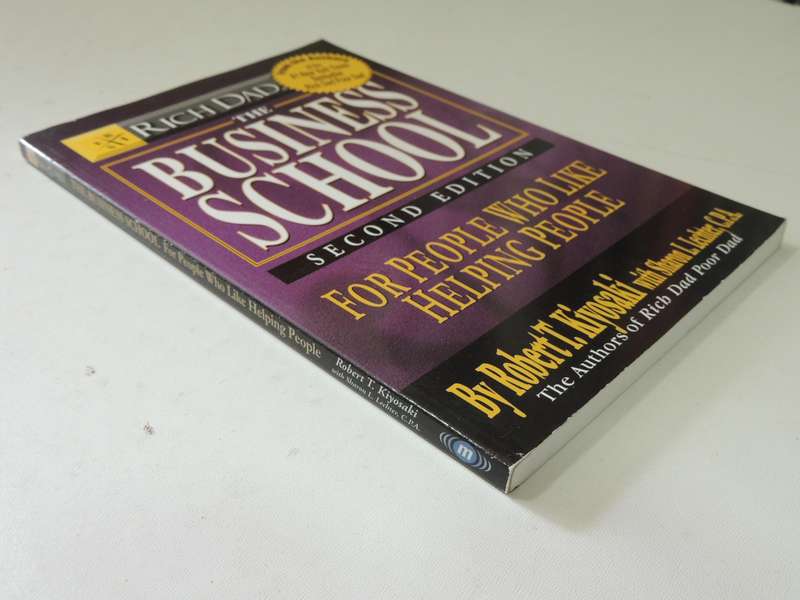 RICH DAD
THE
BUSINESS
SCHOOL
SECOND EDITION
FOR PEOPLE WHO LIKE
HELPING PEOPLE
By Robert T. Kiyosaki with Sharon L. Lechter, C.P.A.
The Authors of Rich Dad Poor Dad
THE BUSINESS SCHOOL For People Who Like Helping People
Robert T. Kiyosaki
with Sharon L. Lechter, C.P.A.
m